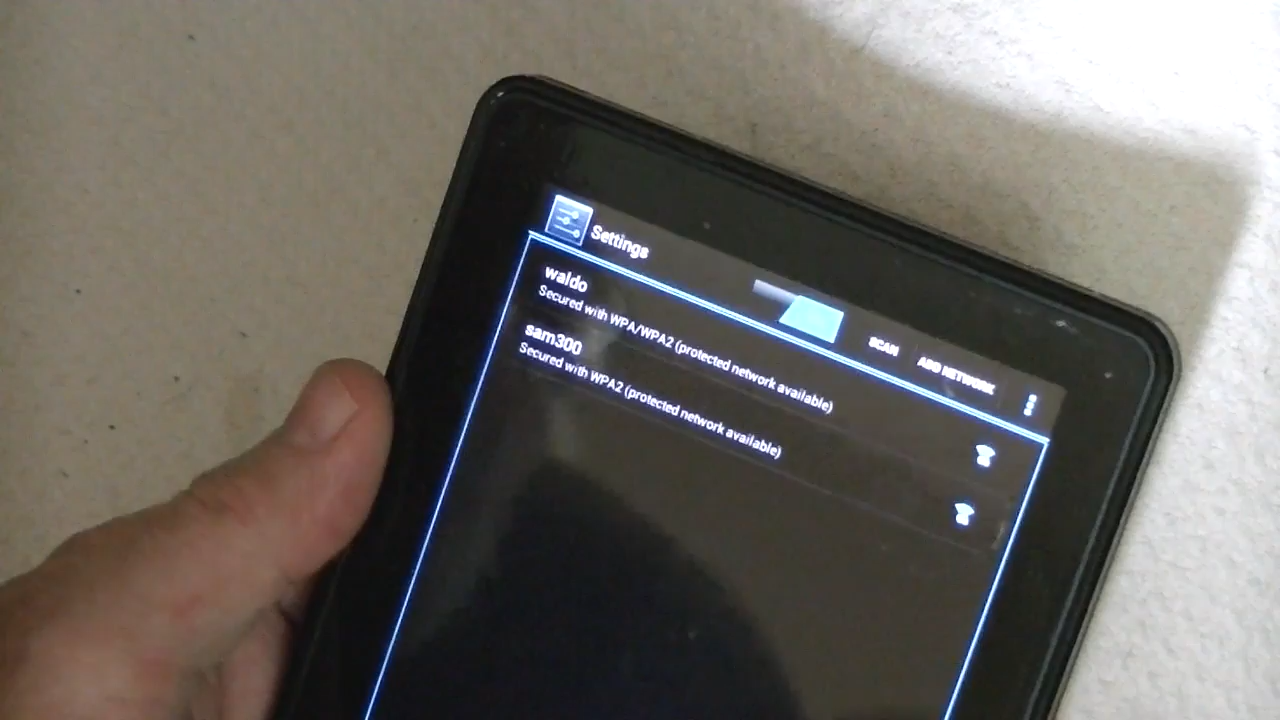 Settings
SCAN ADD NETWORK
waldo
Secured with WPA/WPA2 (protected network available)
sam300
Secured with WPA2 (protected network available)